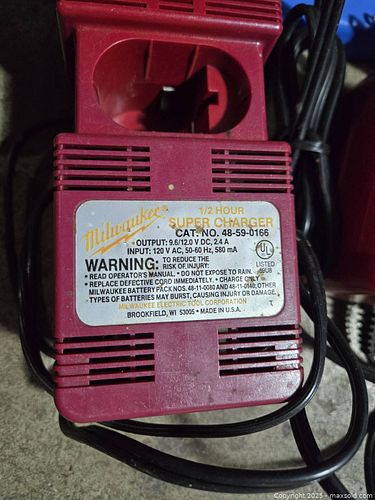 Milwaukee
1/2 HOUR
SUPER CHARGER
CAT. NO. 48-59-0166
OUTPUT: 9.6/12.0 V DC, 2.4 A
INPUT: 120 V AC, 50-60 Hz, 580 mA
UL
LISTED
WARNING: TO REDUCE THE
RISK OF INJURY:
• READ OPERATOR'S MANUAL • DO NOT EXPOSE TO RAIN.
• REPLACE DEFECTIVE CORD IMMEDIATELY. • CHARGE ONLY
MILWAUKEE BATTERY PACK NOS. 48-11-0080 AND 48-11-0140; OTHER
TYPES OF BATTERIES MAY BURST, CAUSING INJURY OR DAMAGE.
MILWAUKEE ELECTRIC TOOL CORPORATION
BROOKFIELD, WI 53005 • MADE IN U.S.A.
Copyright 2025 - maxsold.com